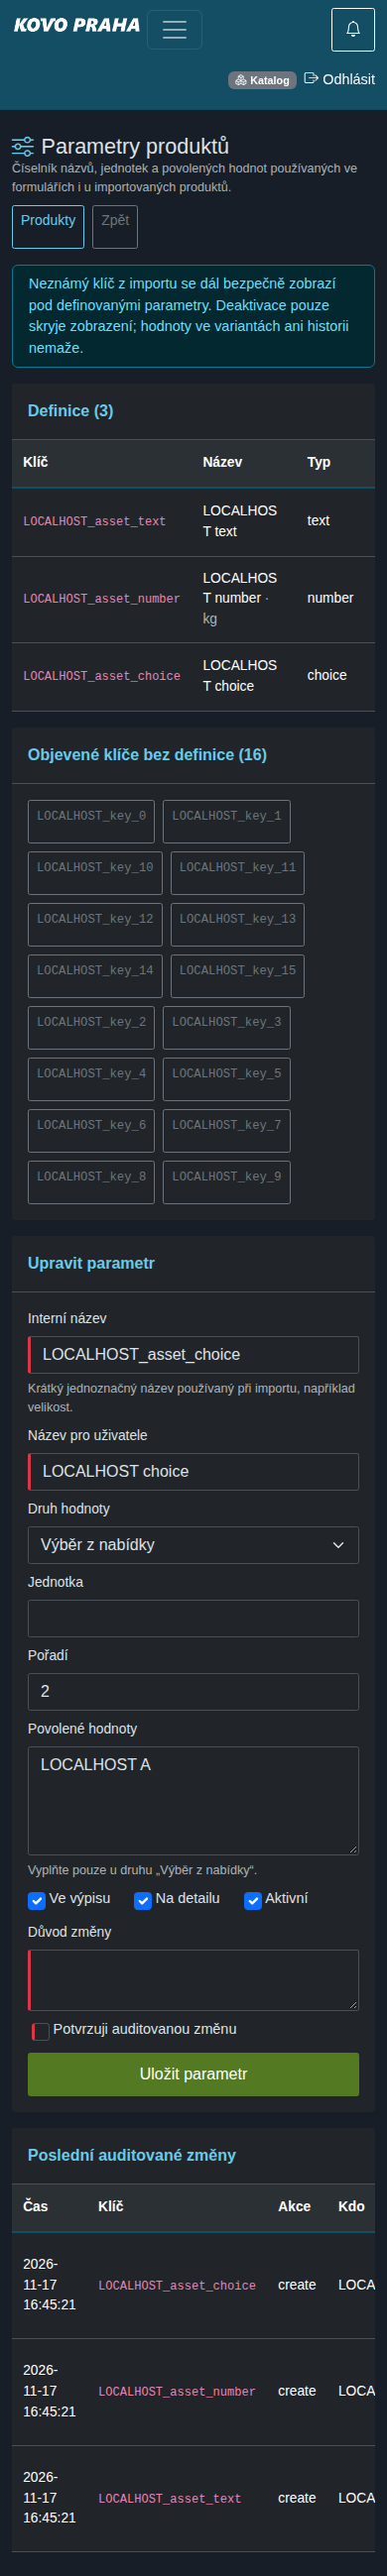 KOVO PRAHA
Katalog Odhlásit
Parametry produktů
Číselník názvů, jednotek a povolených hodnot používaných ve
formulářích i u importovaných produktů.
Produkty Zpět
Neznámý klíč z importu se dál bezpečně zobrazí
pod definovanými parametry. Deaktivace pouze
skryje zobrazení; hodnoty ve variantách ani historii
nemaže.
Definice (3)
Klíč Název Typ
LOCALHOST_asset_text LOCALHOS
T text text
LOCALHOST_asset_number LOCALHOS
T number · number
kg
LOCALHOST_asset_choice LOCALHOS
T choice choice
Objevené klíče bez definice (16)
LOCALHOST_key_0 LOCALHOST_key_1
LOCALHOST_key_10 LOCALHOST_key_11
LOCALHOST_key_12 LOCALHOST_key_13
LOCALHOST_key_14 LOCALHOST_key_15
LOCALHOST_key_2 LOCALHOST_key_3
LOCALHOST_key_4 LOCALHOST_key_5
LOCALHOST_key_6 LOCALHOST_key_7
LOCALHOST_key_8 LOCALHOST_key_9
Upravit parametr
Interní název
LOCALHOST_asset_choice
Krátký jednoznačný název používaný při importu, například
velikost.
Název pro uživatele
LOCALHOST choice
Druh hodnoty
Výběr z nabídky
Jednotka
Pořadí
2
Povolené hodnoty
LOCALHOST A
Vyplňte pouze u druhu „Výběr z nabídky“.
Ve výpisu Na detailu Aktivní
Důvod změny
Potvrzuji auditovanou změnu
Uložit parametr
Poslední auditované změny
Čas Klíč Akce Kdo
2026-
11-17 LOCALHOST_asset_choice create LOCA
16:45:21
2026-
11-17 LOCALHOST_asset_number create LOCA
16:45:21
2026-
11-17 LOCALHOST_asset_text create LOCA
16:45:21